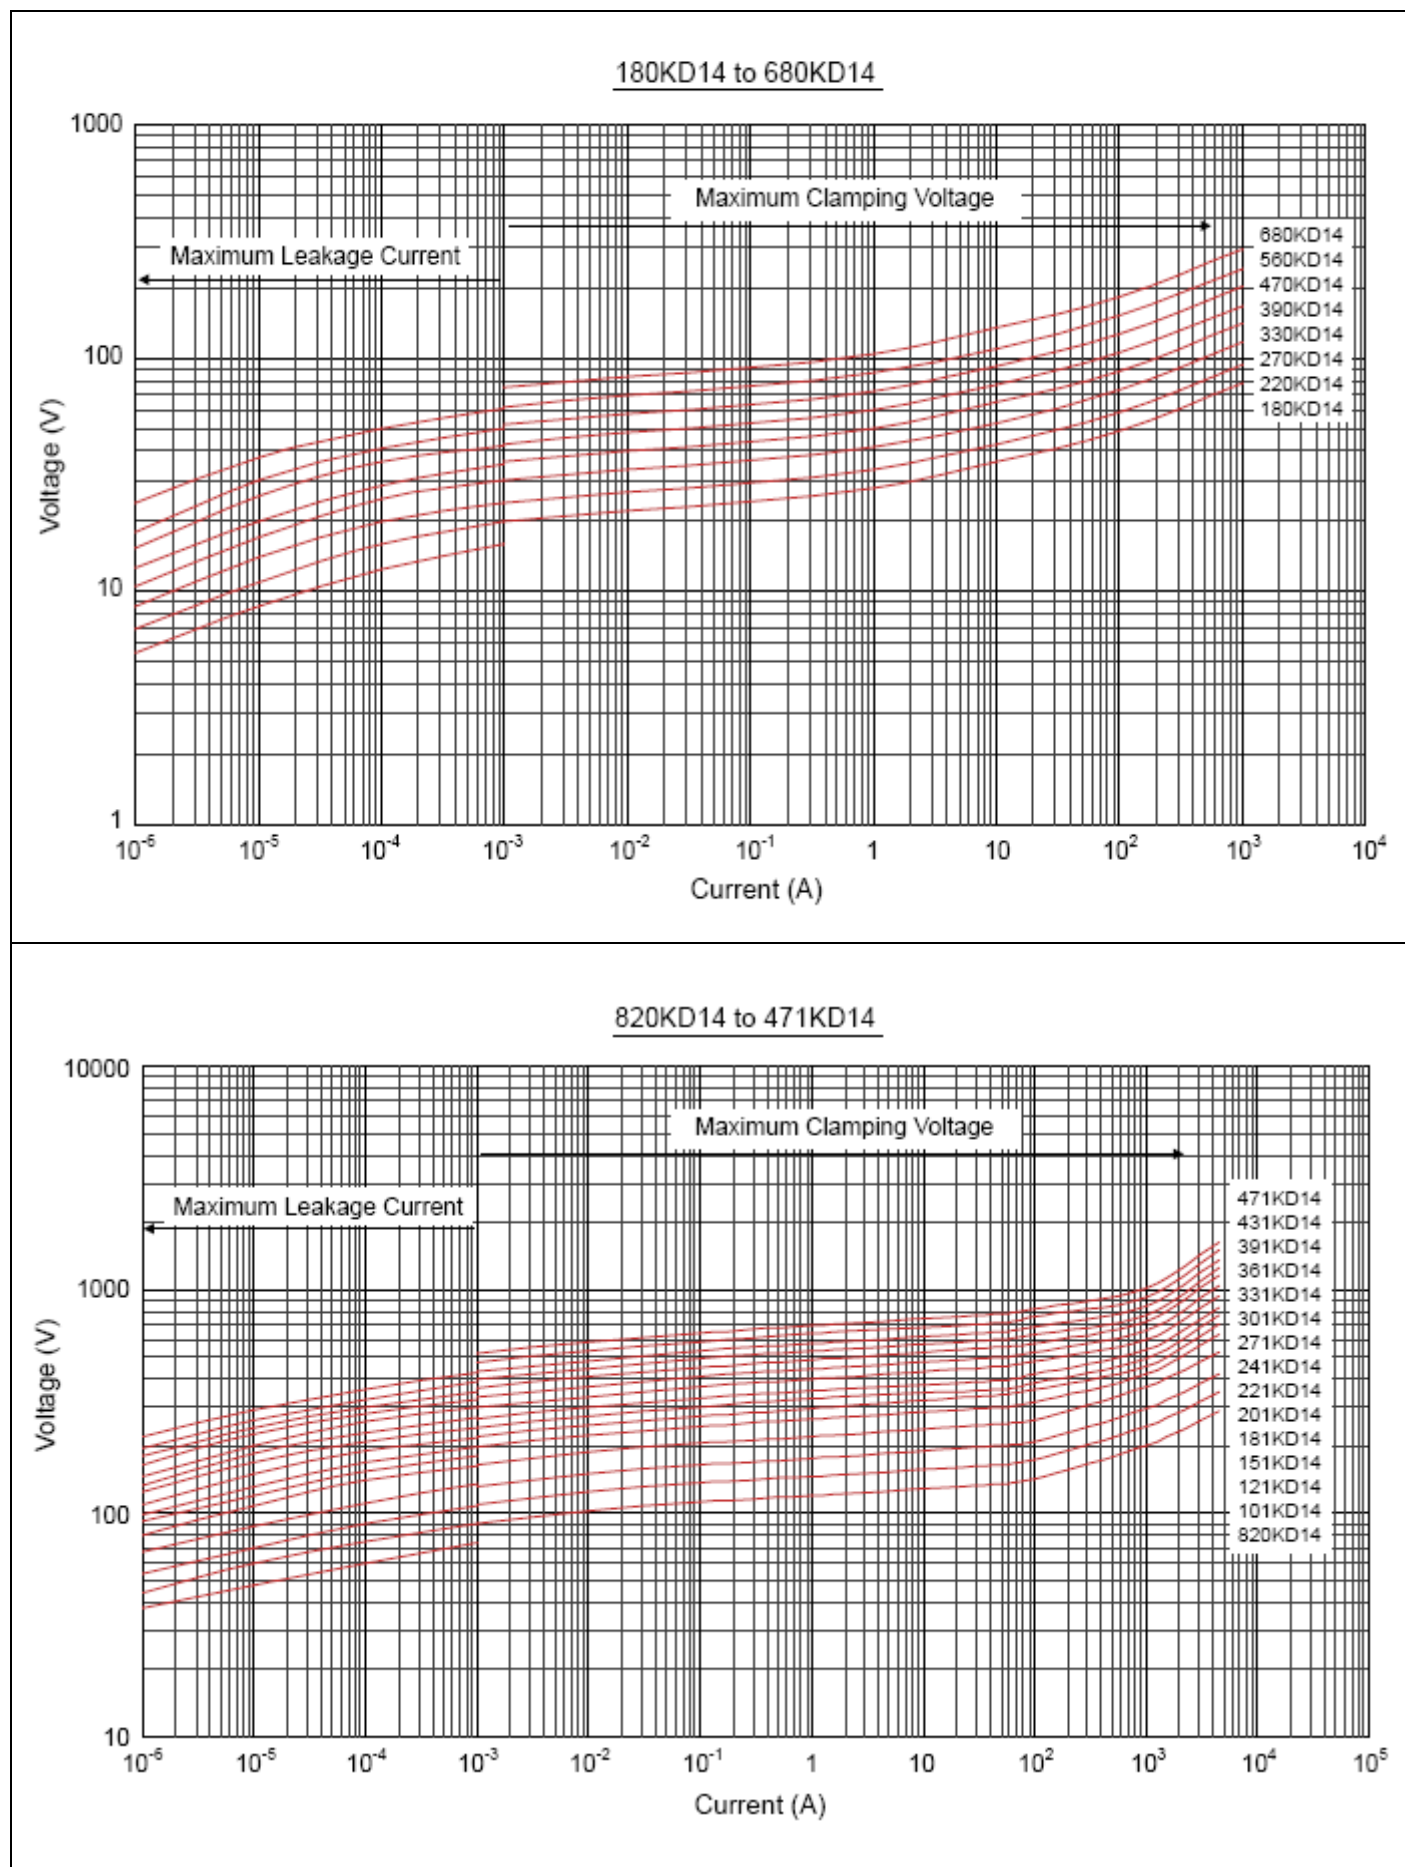 180KD14 to 680KD14
1000
Maximum Clamping Voltage
Maximum Leakage Current
680KD14
560KD14
470KD14
390KD14
330KD14
270KD14
220KD14
180KD14
100
10
1
Voltage (V)
10⁻⁶ 10⁻⁵ 10⁻⁴ 10⁻³ 10⁻² 10⁻¹ 1 10 10² 10³ 10⁴
Current (A)
820KD14 to 471KD14
10000
Maximum Clamping Voltage
Maximum Leakage Current
471KD14
431KD14
391KD14
361KD14
331KD14
301KD14
271KD14
241KD14
221KD14
201KD14
181KD14
151KD14
121KD14
101KD14
820KD14
1000
100
10
Voltage (V)
10⁻⁶ 10⁻⁵ 10⁻⁴ 10⁻³ 10⁻² 10⁻¹ 1 10 10² 10³ 10⁴ 10⁵
Current (A)